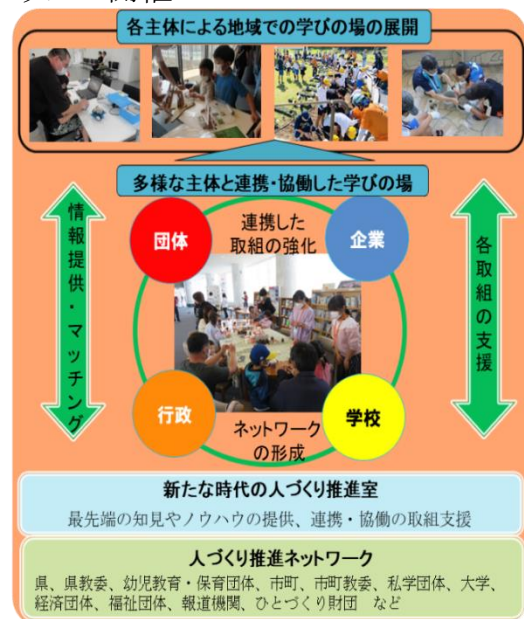 各主体による地域での学びの場の展開
多様な主体と連携・協働した学びの場
情報提供・マッチング
団体
連携した
取組の強化
企業
各取組の支援
行政
ネットワーク
の形成
学校
新たな時代の人づくり推進室
最先端の知見やノウハウの提供、連携・協働の取組支援
人づくり推進ネットワーク
県、県教委、幼児教育・保育団体、市町、市町教委、私学団体、大学、
経済団体、福祉団体、報道機関、ひとづくり財団 など